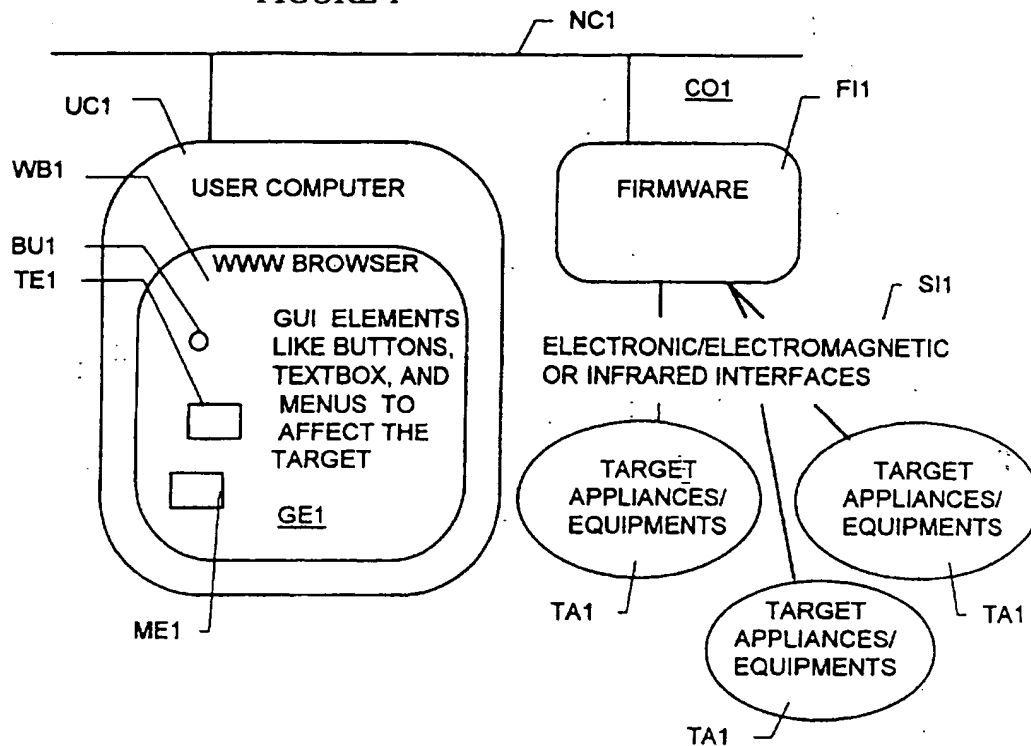 NC1
CO1
FI1
UC1
WB1
USER COMPUTER
FIRMWARE
BU1
TE1
WWW BROWSER
SI1
GUI ELEMENTS
LIKE BUTTONS,
TEXTBOX, AND
MENUS TO
AFFECT THE
TARGET
ELECTRONIC/ELECTROMAGNETIC
OR INFRARED INTERFACES
GE1
TARGET
APPLIANCES/
EQUIPMENTS
TARGET
APPLIANCES/
EQUIPMENTS
ME1
TA1
TARGET
APPLIANCES/
EQUIPMENTS
TA1
TA1